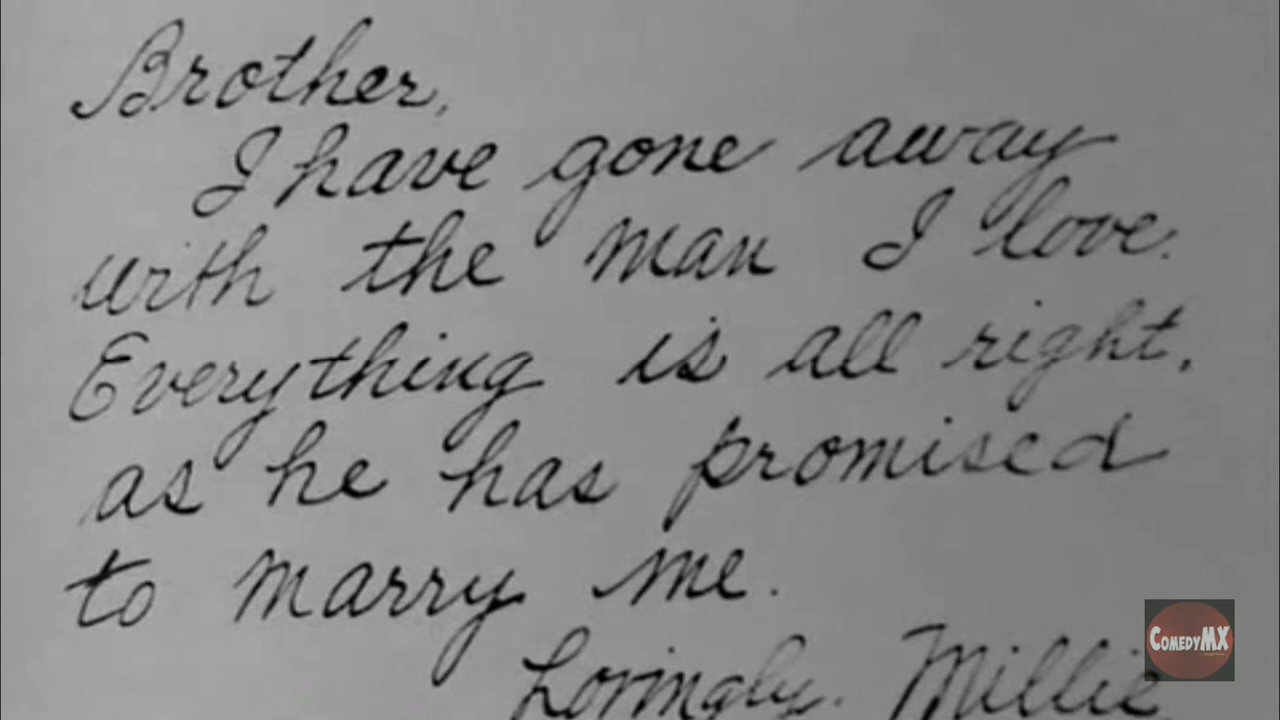 Brother,
I have gone away
with the man I love.
Everything is all right,
as he has promised
to marry me.
Lovingly. Millie
COMEDYMX